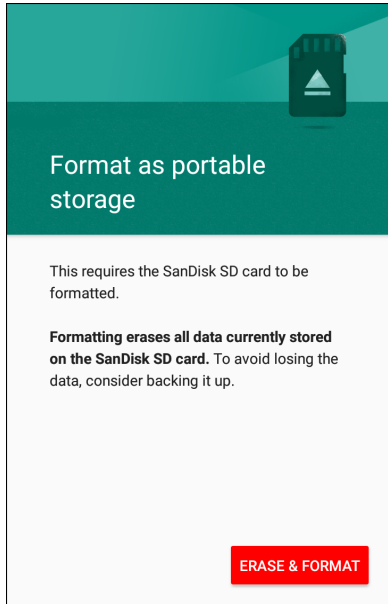 Format as portable
storage
This requires the SanDisk SD card to be
formatted.
Formatting erases all data currently stored
on the SanDisk SD card. To avoid losing the
data, consider backing it up.
ERASE & FORMAT